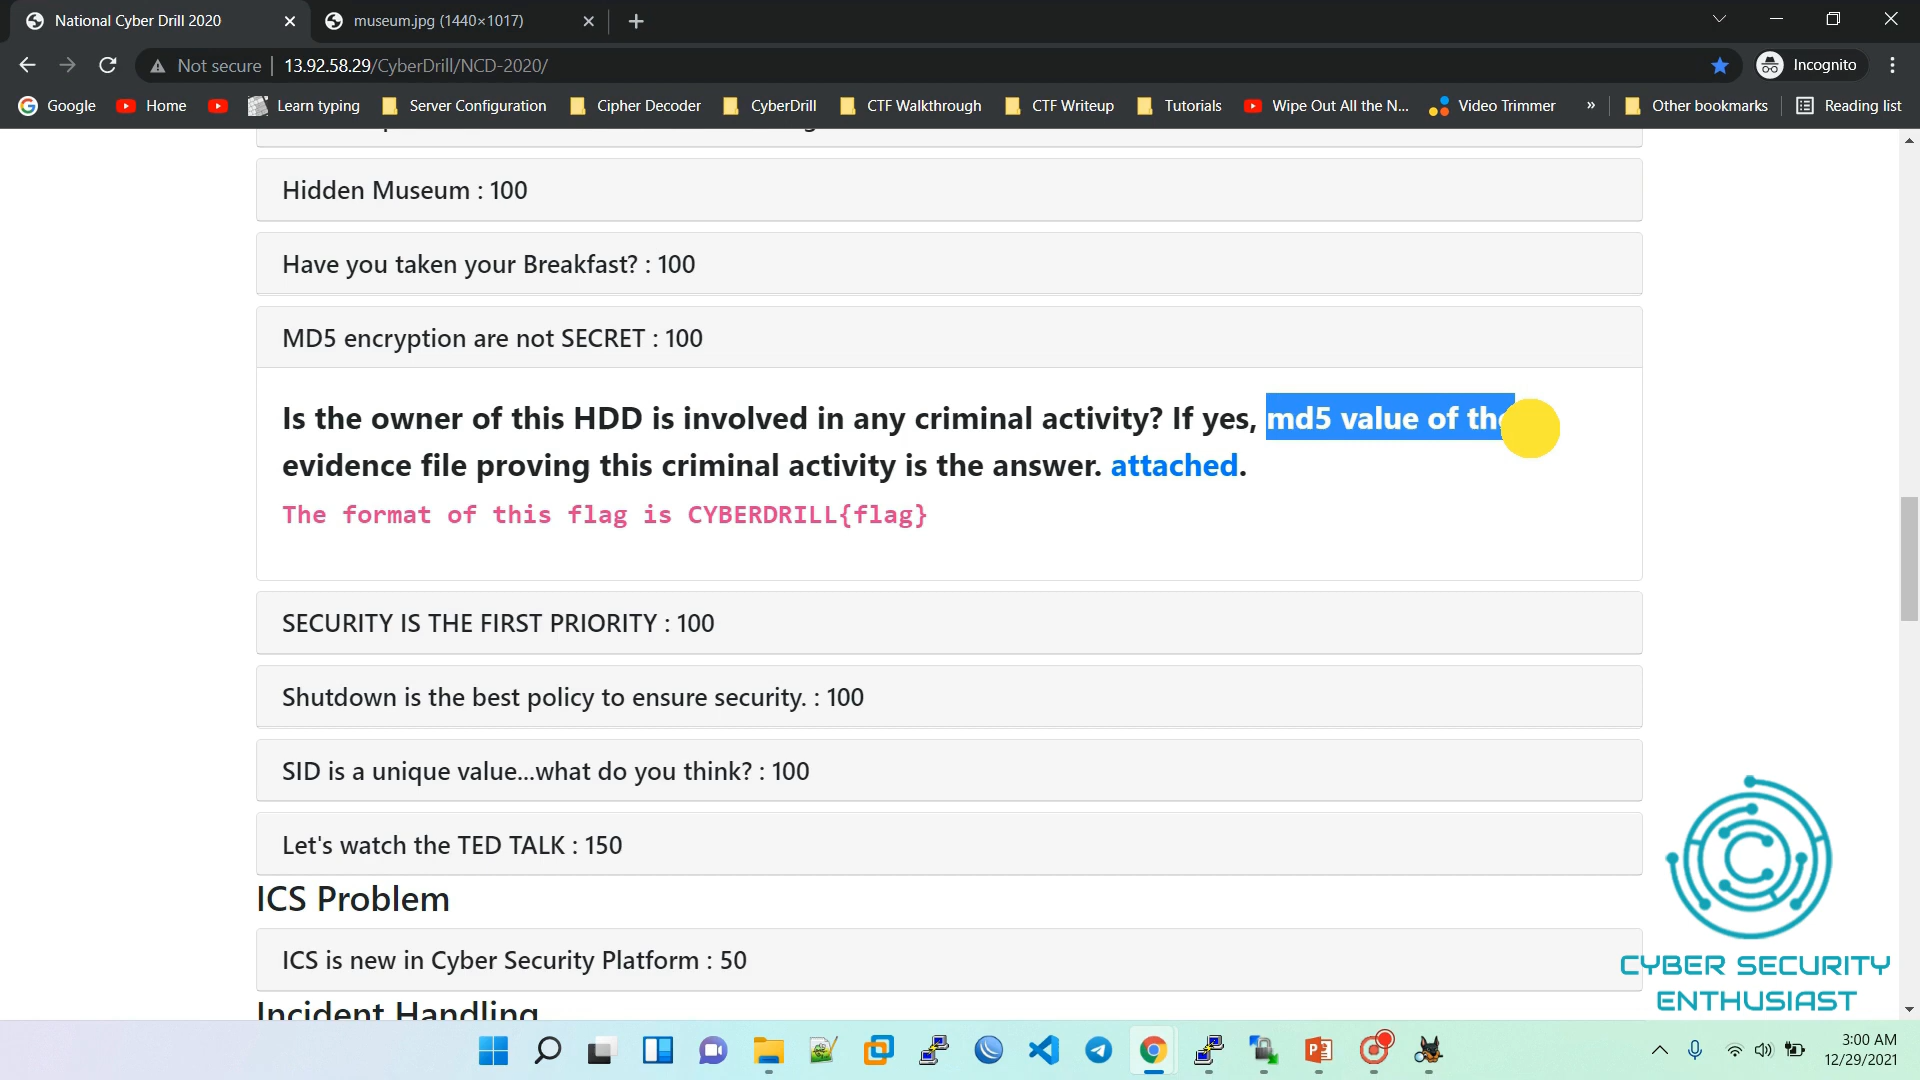 National Cyber Drill 2020
museum.jpg (1440×1017)
Not secure
13.92.58.29/CyberDrill/NCD-2020/
Incognito
Google
Home
Learn typing
Server Configuration
Cipher Decoder
CyberDrill
CTF Walkthrough
CTF Writeup
Tutorials
Wipe Out All the N...
Video Trimmer
»
Other bookmarks
Reading list
Hidden Museum : 100
Have you taken your Breakfast? : 100
MD5 encryption are not SECRET : 100
Is the owner of this HDD is involved in any criminal activity? If yes, md5 value of the
evidence file proving this criminal activity is the answer. attached.
The format of this flag is CYBERDRILL{flag}
SECURITY IS THE FIRST PRIORITY : 100
Shutdown is the best policy to ensure security. : 100
SID is a unique value...what do you think? : 100
Let's watch the TED TALK : 150
ICS Problem
ICS is new in Cyber Security Platform : 50
Incident Handling
CYBER SECURITY
ENTHUSIAST
3:00 AM
12/29/2021